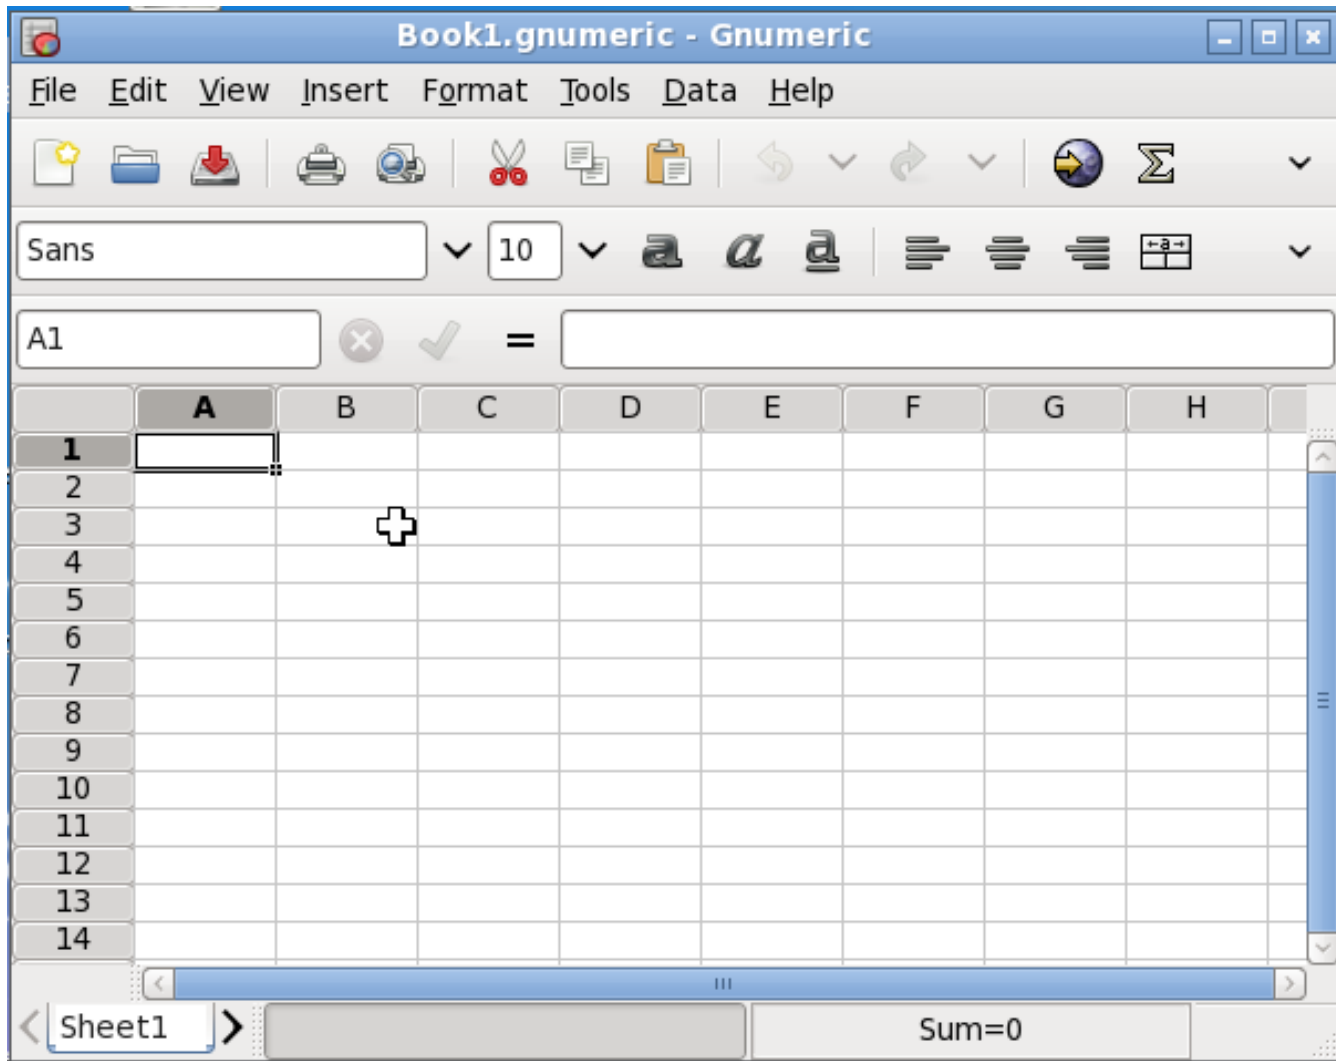 Book1.gnumeric - Gnumeric
File Edit View Insert Format Tools Data Help
Sans 10 a a a ←a→
A1 =
A B C D E F G H
1
2
3
4
5
6
7
8
9
10
11
12
13
14
Sheet1 Sum=0